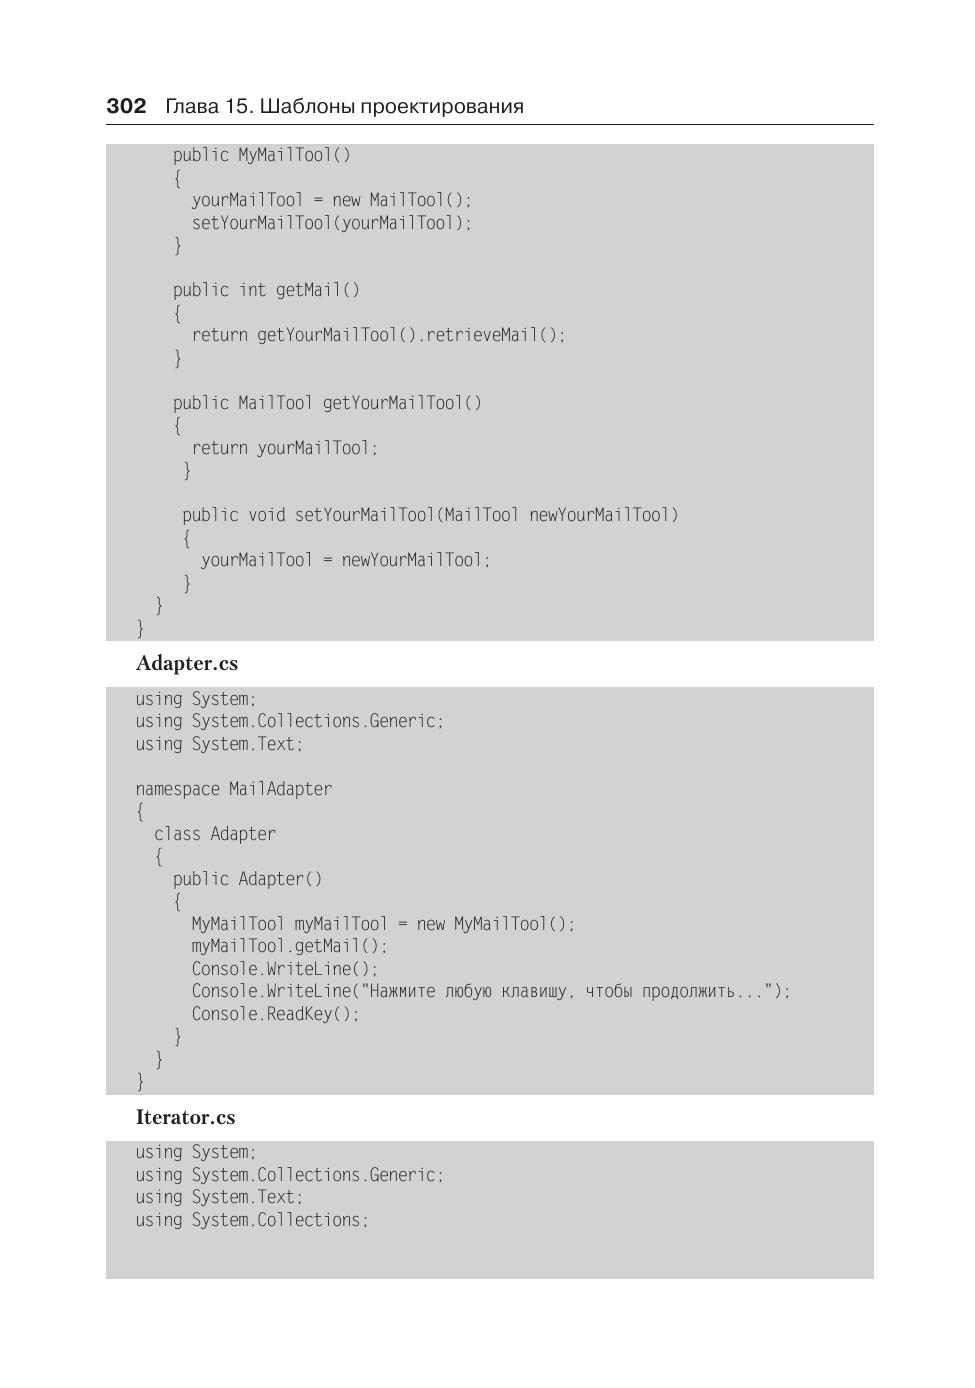 302 Глава 15. Шаблоны проектирования
public MyMailTool()
{
yourMailTool = new MailTool();
setYourMailTool(yourMailTool);
}
public int getMail()
{
return getYourMailTool().retrieveMail();
}
public MailTool getYourMailTool()
{
return yourMailTool;
}
public void setYourMailTool(MailTool newYourMailTool)
{
yourMailTool = newYourMailTool;
}
}
}
Adapter.cs
using System;
using System.Collections.Generic;
using System.Text;
namespace MailAdapter
{
class Adapter
{
public Adapter()
{
MyMailTool myMailTool = new MyMailTool();
myMailTool.getMail();
Console.WriteLine();
Console.WriteLine("Нажмите любую клавишу, чтобы продолжить...");
Console.ReadKey();
}
}
}
Iterator.cs
using System;
using System.Collections.Generic;
using System.Text;
using System.Collections;